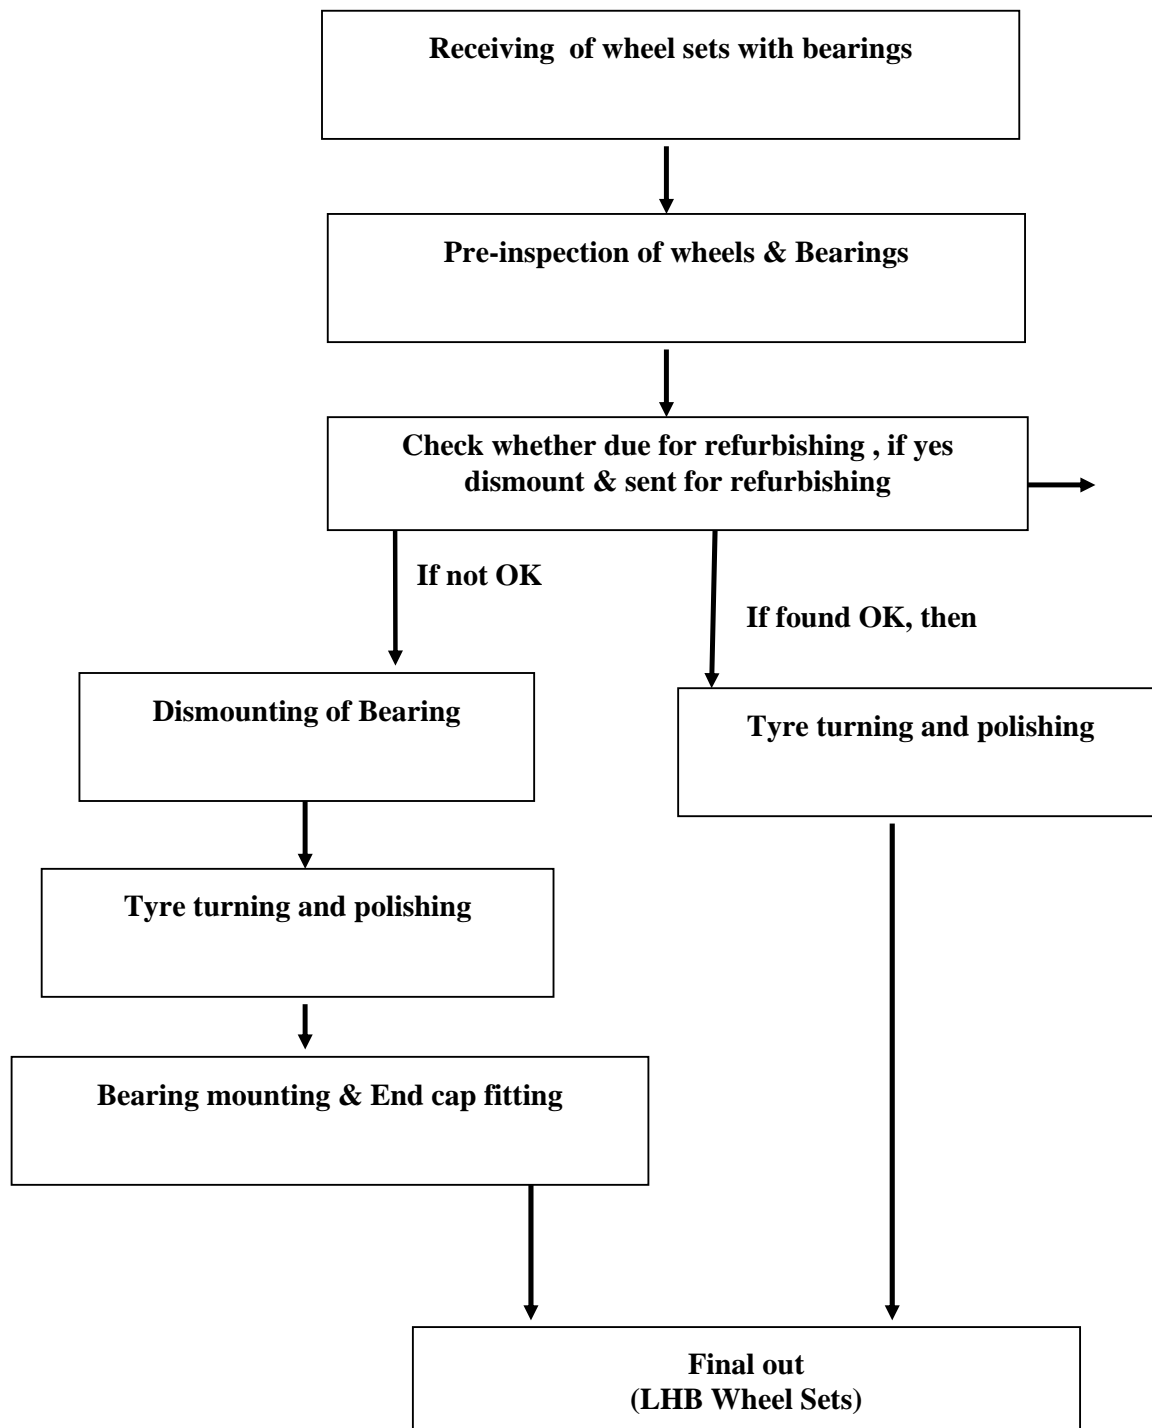 Receiving  of wheel sets with bearings
Pre-inspection of wheels & Bearings
Check whether due for refurbishing , if yes
dismount & sent for refurbishing
If not OK
If found OK, then
Dismounting of Bearing
Tyre turning and polishing
Tyre turning and polishing
Bearing mounting & End cap fitting
Final out
(LHB Wheel Sets)